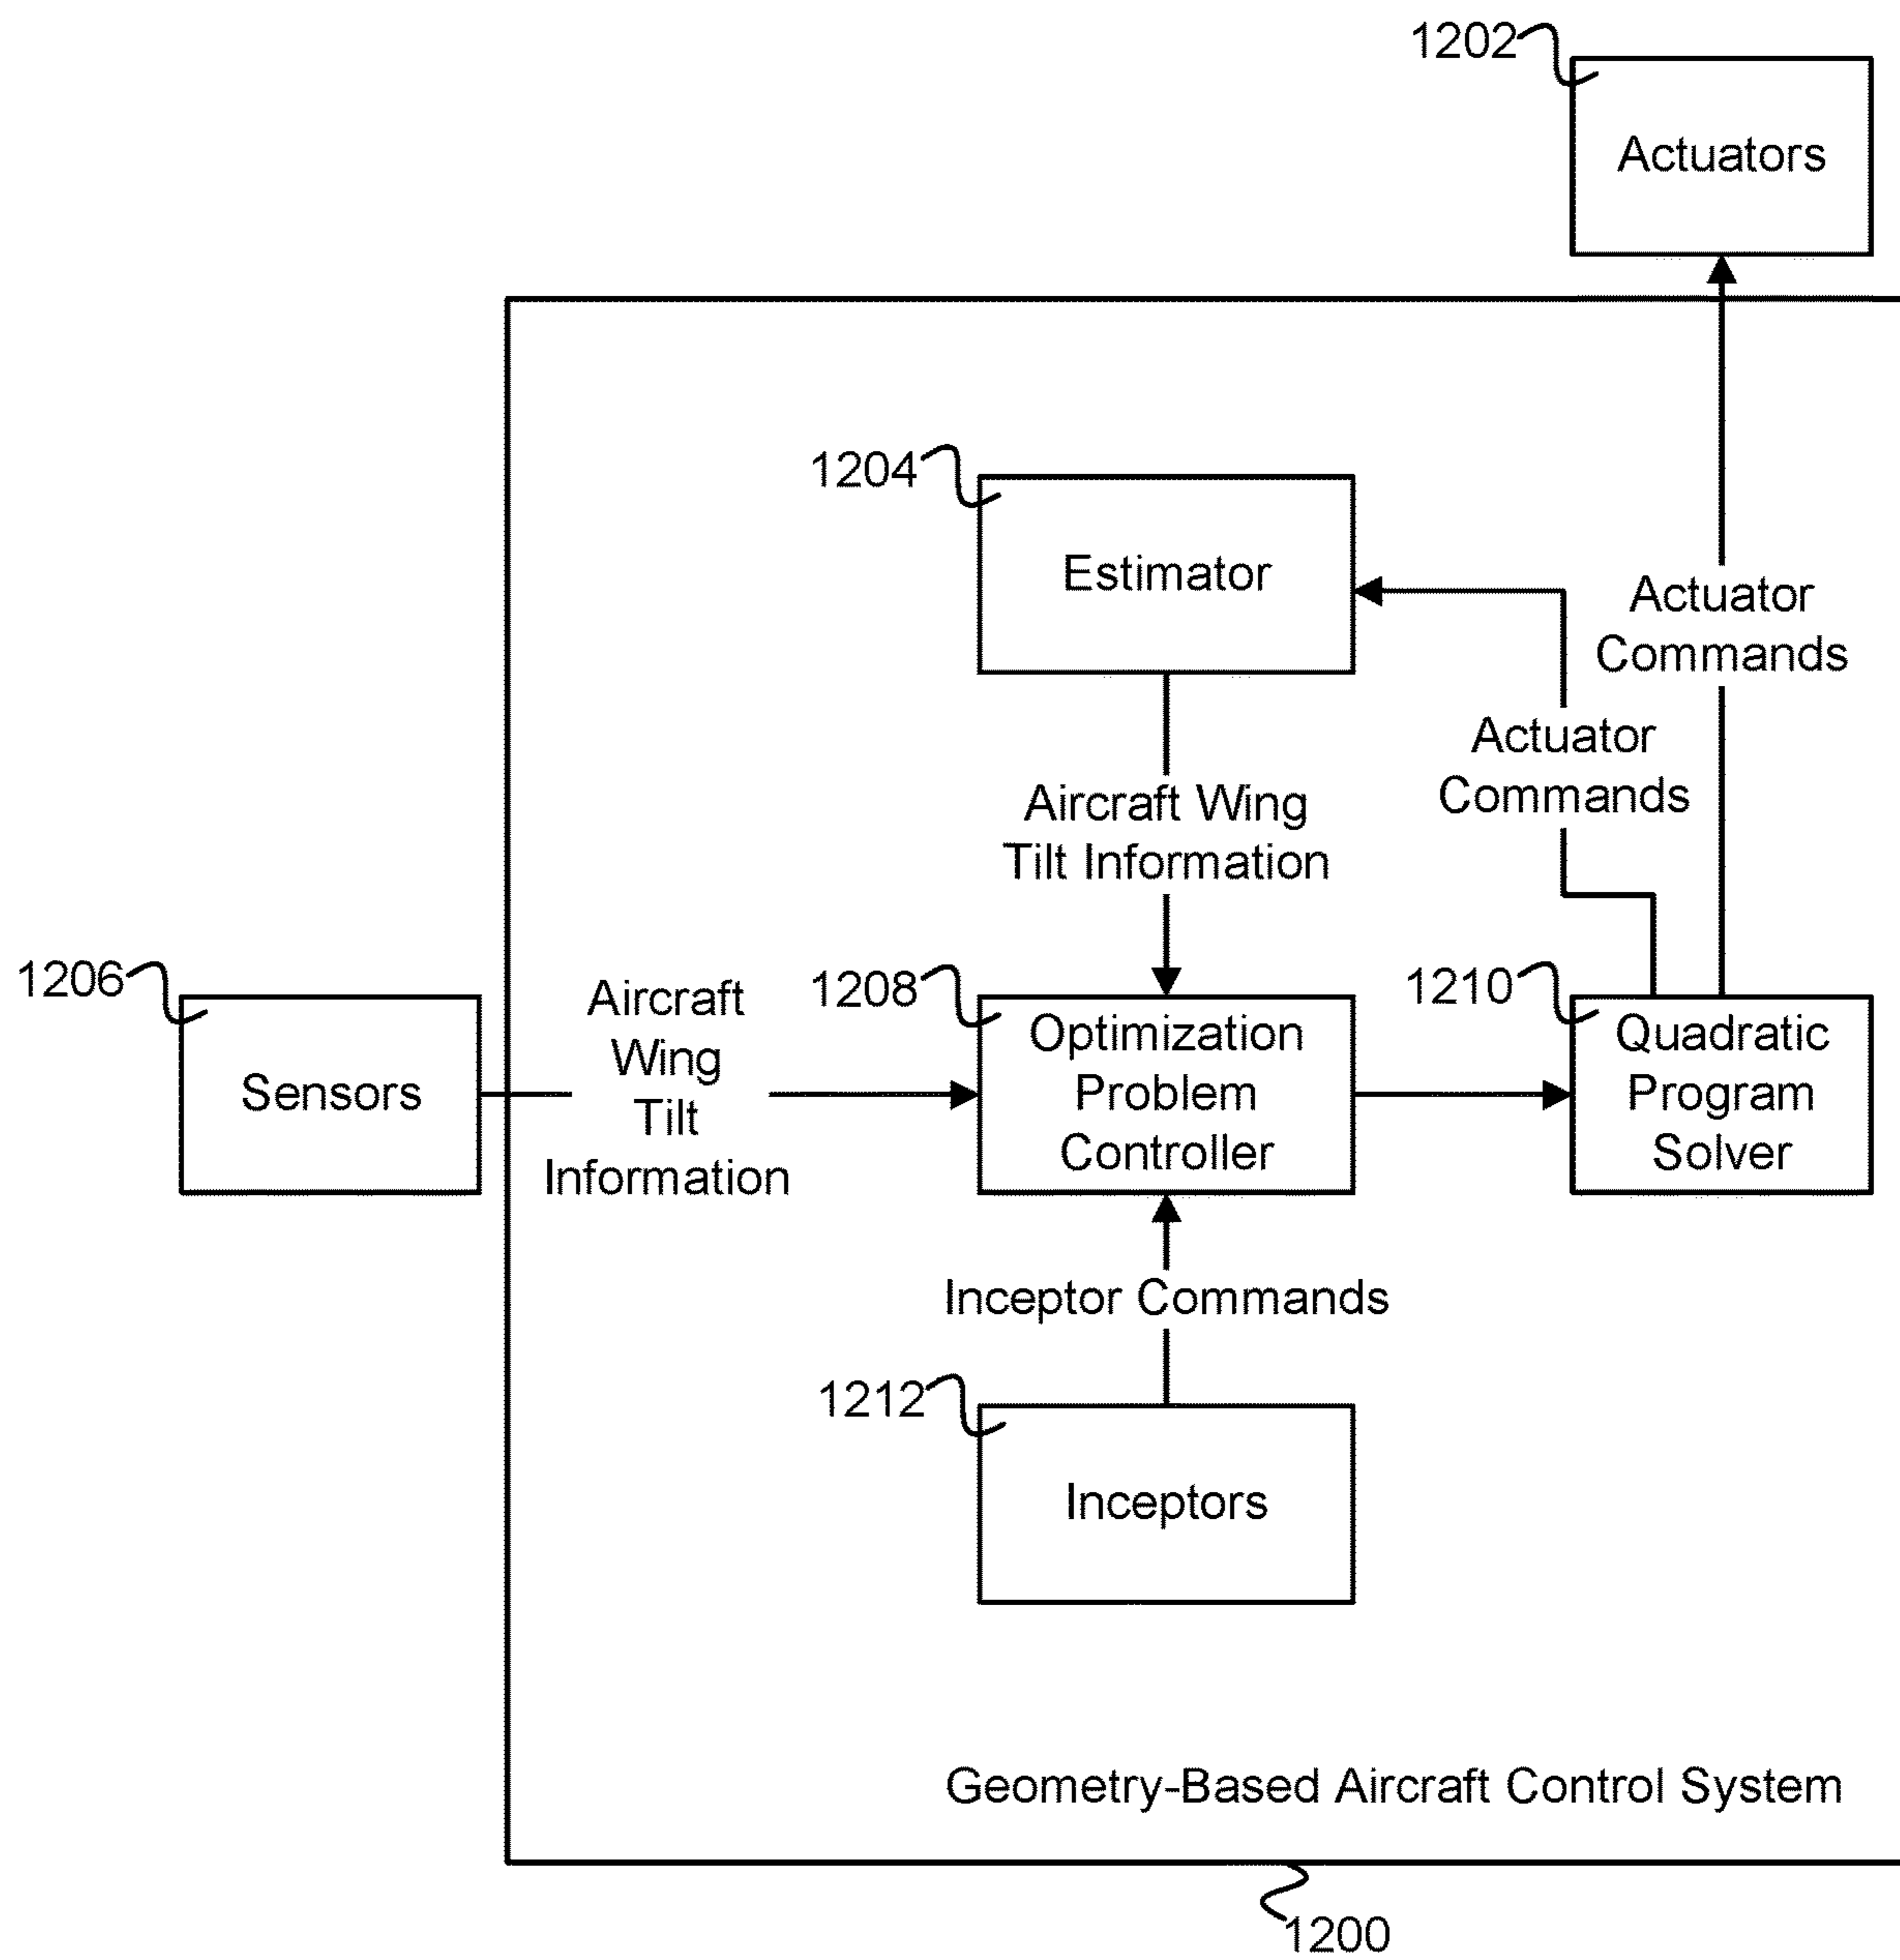 1202
Actuators
1204
Estimator
Actuator
Commands
Actuator
Commands
Aircraft Wing
Tilt Information
1206
Sensors
Aircraft
Wing
Tilt
Information
1208
Optimization
Problem
Controller
1210
Quadratic
Program
Solver
Inceptor Commands
1212
Inceptors
Geometry-Based Aircraft Control System
1200